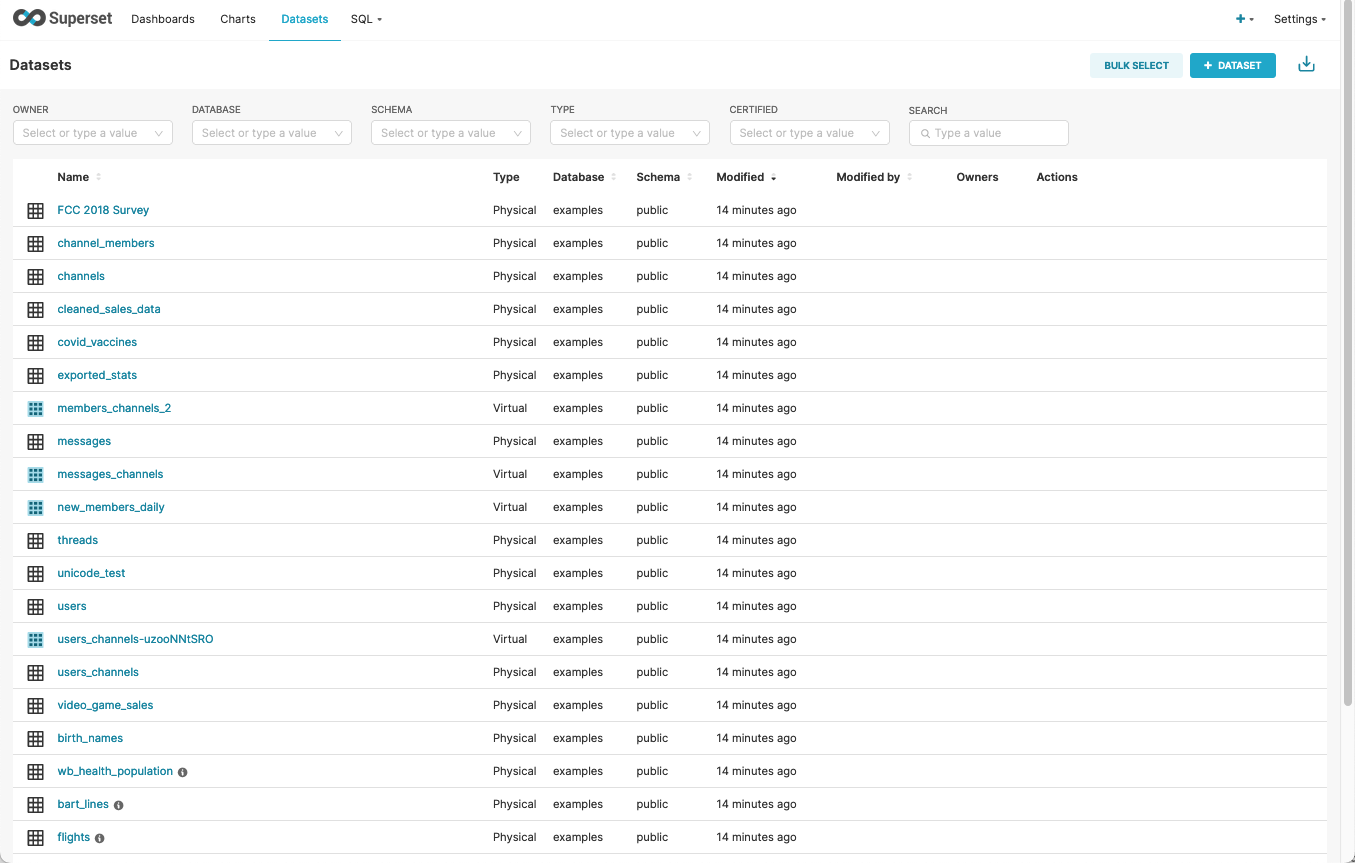 Superset Dashboards Charts Datasets SQL Settings
Datasets BULK SELECT + DATASET
OWNER DATABASE SCHEMA TYPE CERTIFIED SEARCH
Select or type a value Select or type a value Select or type a value Select or type a value Select or type a value Type a value
Name Type Database Schema Modified Modified by Owners Actions
FCC 2018 Survey Physical examples public 14 minutes ago
channel_members Physical examples public 14 minutes ago
channels Physical examples public 14 minutes ago
cleaned_sales_data Physical examples public 14 minutes ago
covid_vaccines Physical examples public 14 minutes ago
exported_stats Physical examples public 14 minutes ago
members_channels_2 Virtual examples public 14 minutes ago
messages Physical examples public 14 minutes ago
messages_channels Virtual examples public 14 minutes ago
new_members_daily Virtual examples public 14 minutes ago
threads Physical examples public 14 minutes ago
unicode_test Physical examples public 14 minutes ago
users Physical examples public 14 minutes ago
users_channels-uzooNNtSRO Virtual examples public 14 minutes ago
users_channels Physical examples public 14 minutes ago
video_game_sales Physical examples public 14 minutes ago
birth_names Physical examples public 14 minutes ago
wb_health_population Physical examples public 14 minutes ago
bart_lines Physical examples public 14 minutes ago
flights Physical examples public 14 minutes ago